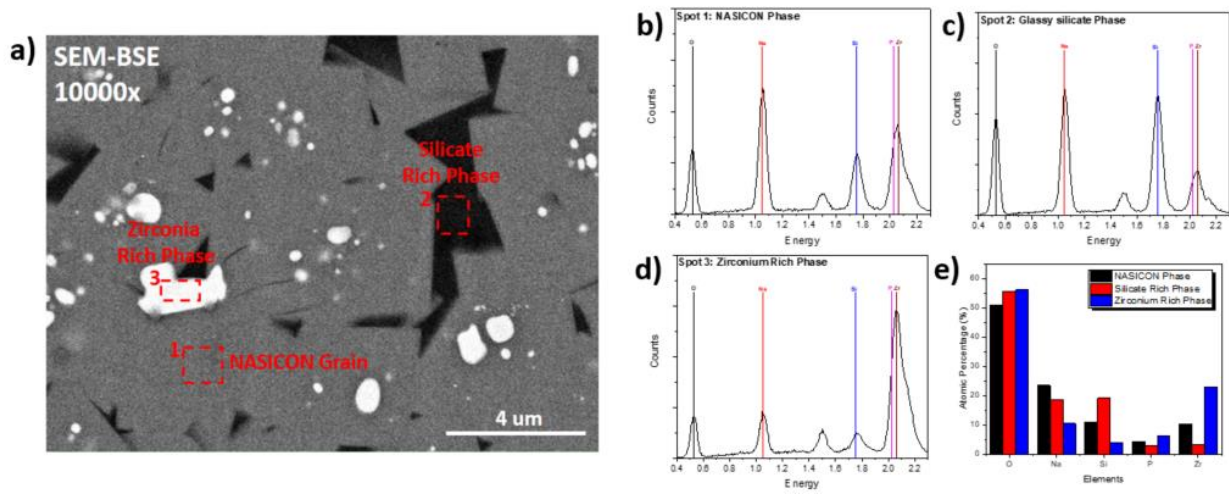 a)
SEM-BSE
10000x
Silicate
Rich Phase
2
Zirconia
Rich Phase
3
1
NASICON Grain
4 um
b)
Spot 1: NASICON Phase
O
Na
Si
P
Zr
Counts
0.4 0.6 0.8 1.0 1.2 1.4 1.6 1.8 2.0 2.2
Energy
c)
Spot 2: Glassy silicate Phase
O
Na
Si
P
Zr
Counts
0.4 0.6 0.8 1.0 1.2 1.4 1.6 1.8 2.0 2.2
Energy
d)
Spot 3: Zirconium Rich Phase
O
Na
Si
P
Zr
Counts
0.4 0.6 0.8 1.0 1.2 1.4 1.6 1.8 2.0 2.2
Energy
e)
NASICON Phase
Silicate Rich Phase
Zirconium Rich Phase
Atomic Percentage (%)
60
50
40
30
20
10
0
O Na Si P Zr
Elements